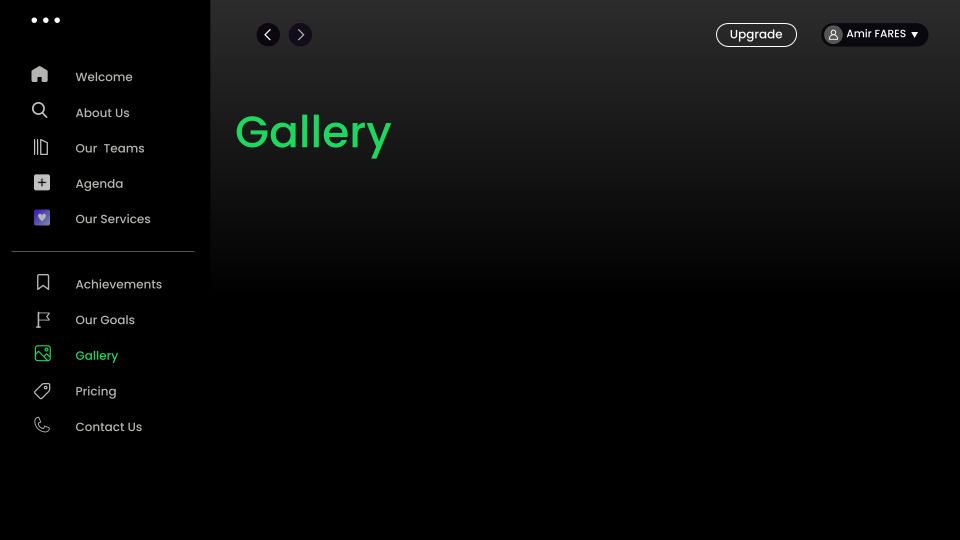 Upgrade
Amir FARES
Welcome
About Us
Our Teams
Agenda
Our Services
Achievements
Our Goals
Gallery
Pricing
Contact Us
Gallery